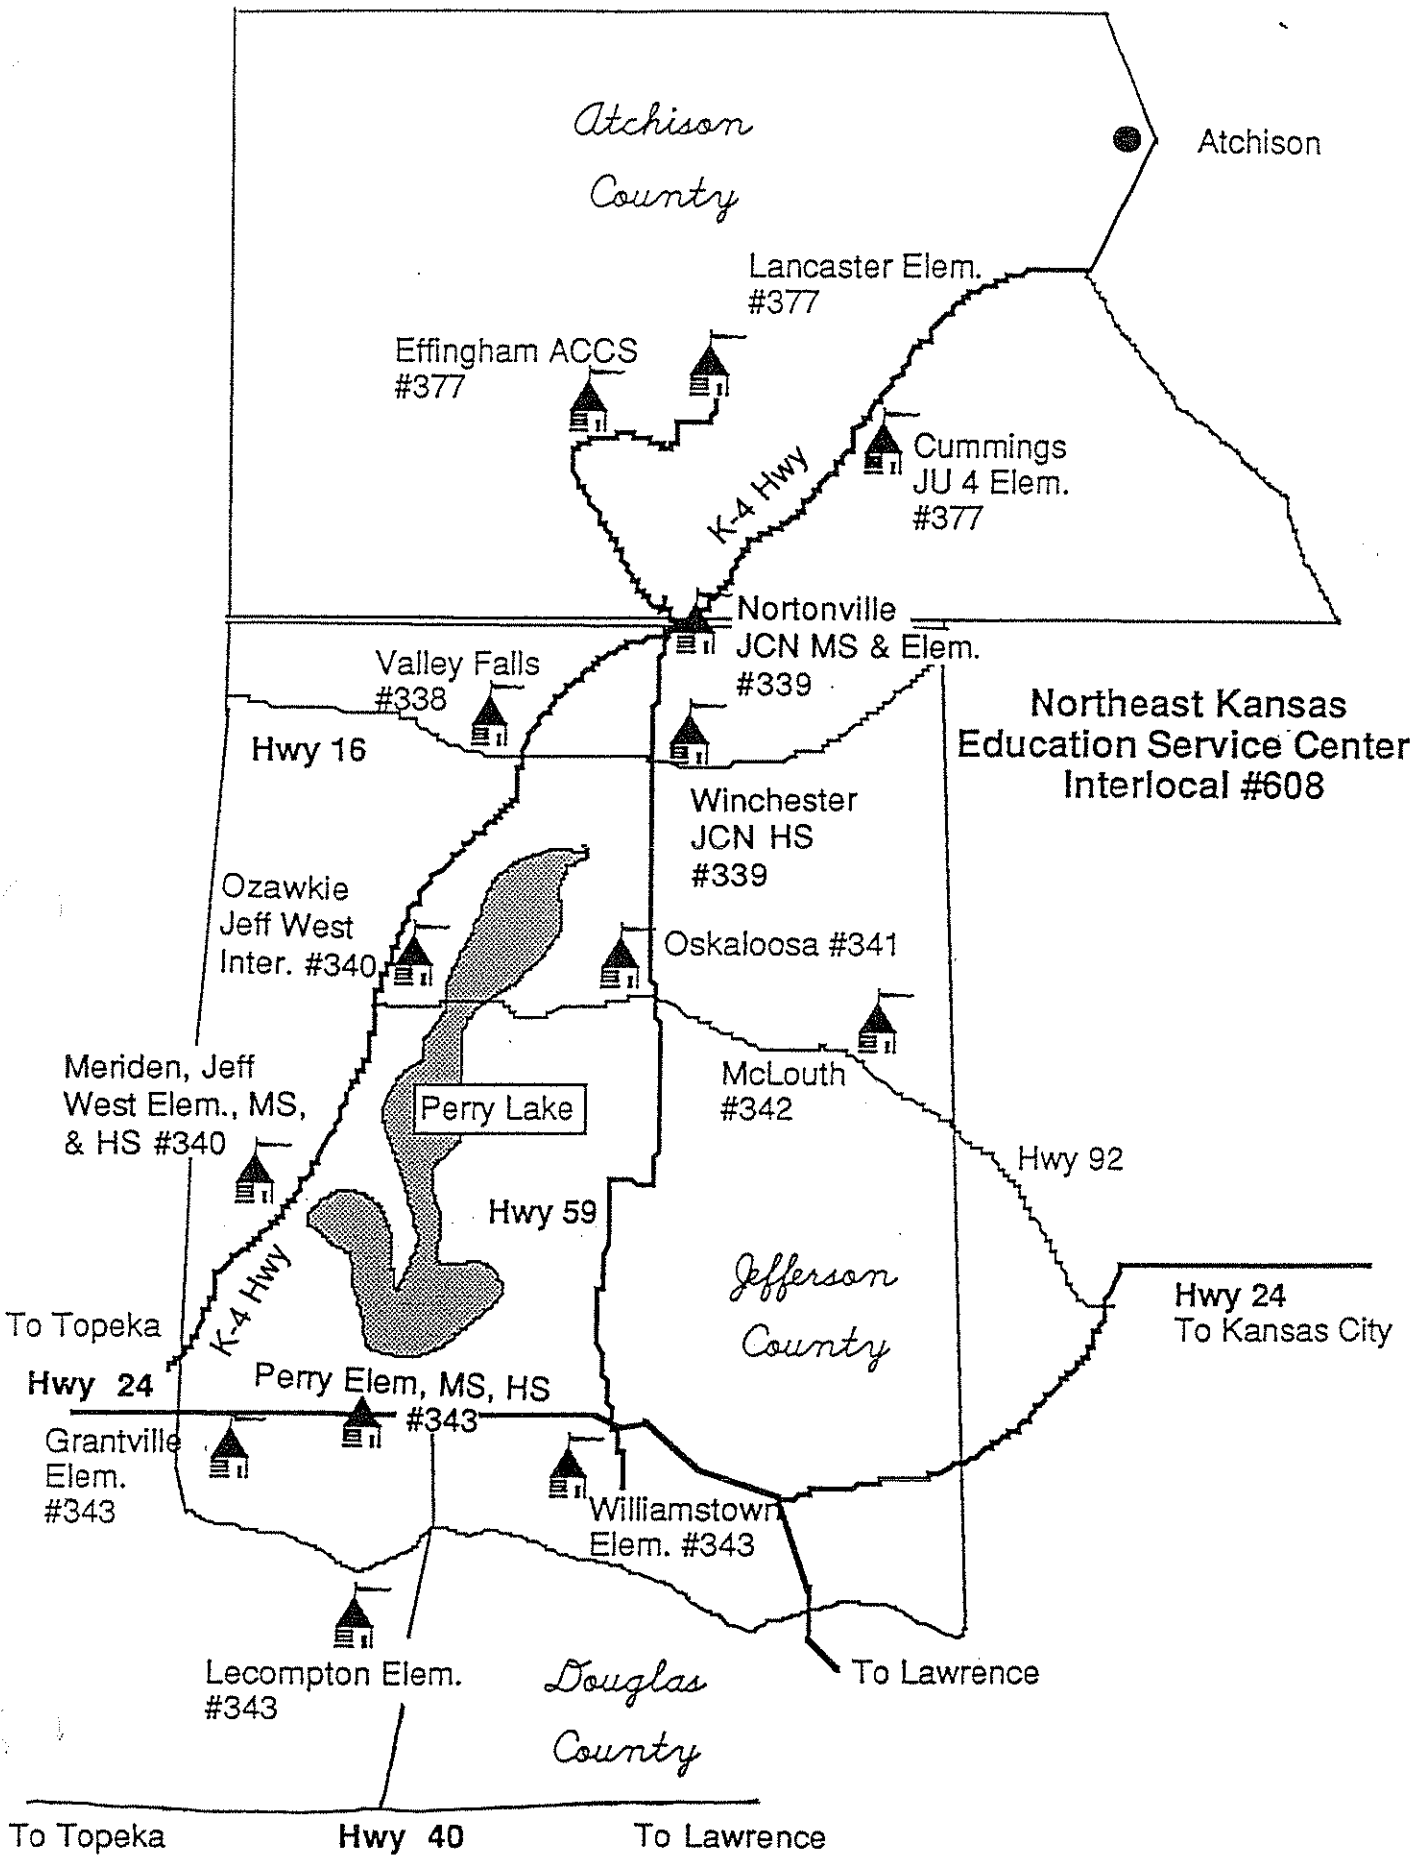 Atchison
County
Atchison
Lancaster Elem.
#377
Effingham ACCS
#377
Cummings
JU 4 Elem.
#377
K-4 Hwy
Nortonville
JCN MS & Elem.
#339
Valley Falls
#338
Hwy 16
Northeast Kansas
Education Service Center
Interlocal #608
Winchester
JCN HS
#339
Ozawkie
Jeff West
Inter. #340
Oskaloosa #341
McLouth
#342
Meriden, Jeff
West Elem., MS,
& HS #340
Perry Lake
Hwy 92
Hwy 59
Jefferson
County
K-4 Hwy
Hwy 24
To Kansas City
To Topeka
Hwy 24
Perry Elem, MS, HS
#343
Grantville
Elem.
#343
Williamstown
Elem. #343
Lecompton Elem.
#343
Douglas
County
To Lawrence
To Topeka
Hwy 40
To Lawrence